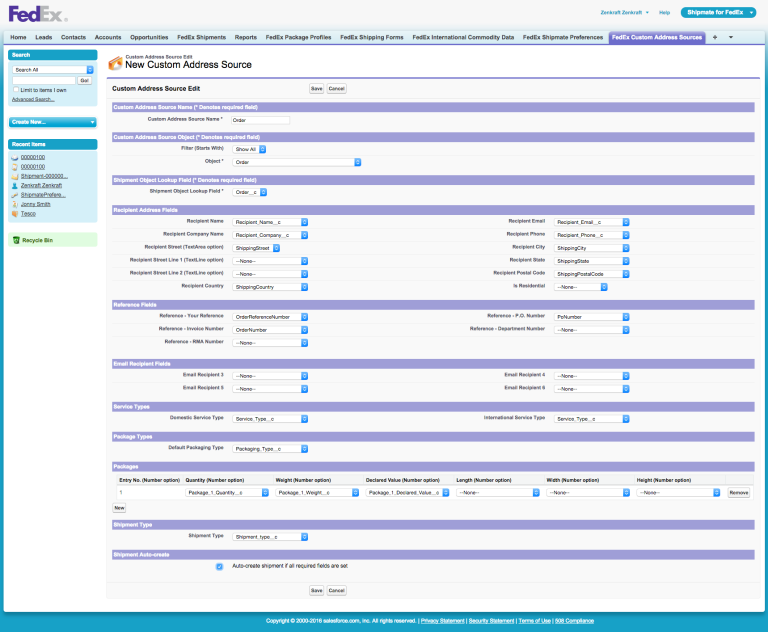 FedEx
Zenkraft Zenkraft Help Shipmate for FedEx
Home Leads Contacts Accounts Opportunities FedEx Shipments Reports FedEx Package Profiles FedEx Shipping Forms FedEx International Commodity Data FedEx Shipmate Preferences FedEx Custom Address Sources +
Search
Search All
Go!
Limit to items I own
Advanced Search...
Create New...
Recent Items
00000100
00000100
Shipment-000000...
Zenkraft Zenkraft
ShipmatePrefere...
Jonny Smith
Tesco
Recycle Bin
Custom Address Source Edit
New Custom Address Source
Custom Address Source Edit Save Cancel
Custom Address Source Name (* Denotes required field)
Custom Address Source Name * Order
Custom Address Source Object (* Denotes required field)
Filter (Starts With) Show All
Object * Order
Shipment Object Lookup Field (* Denotes required field)
Shipment Object Lookup Field * Order__c
Recipient Address Fields
Recipient Name Recipient_Name__c Recipient Email Recipient_Email__c
Recipient Company Name Recipient_Company__c Recipient Phone Recipient_Phone__c
Recipient Street (TextArea option) ShippingStreet Recipient City ShippingCity
Recipient Street Line 1 (TextLine option) --None-- Recipient State ShippingState
Recipient Street Line 2 (TextLine option) --None-- Recipient Postal Code ShippingPostalCode
Recipient Country ShippingCountry Is Residential --None--
Reference Fields
Reference - Your Reference OrderReferenceNumber Reference - P.O. Number PoNumber
Reference - Invoice Number OrderNumber Reference - Department Number --None--
Reference - RMA Number --None--
Email Recipient Fields
Email Recipient 3 --None-- Email Recipient 4 --None--
Email Recipient 5 --None-- Email Recipient 6 --None--
Service Types
Domestic Service Type Service_Type__c International Service Type Service_Type__c
Package Types
Default Packaging Type Packaging_Type__c
Packages
Entry No. (Number option) Quantity (Number option) Weight (Number option) Declared Value (Number option) Length (Number option) Width (Number option) Height (Number option)
1 Package_1_Quantity__c Package_1_Weight__c Package_1_Declared_Value__c --None-- --None-- --None-- Remove
New
Shipment Type
Shipment Type Shipment_type__c
Shipment Auto-create
Auto-create shipment if all required fields are set
Save Cancel
Copyright © 2000-2016 salesforce.com, inc. All rights reserved. | Privacy Statement | Security Statement | Terms of Use | 508 Compliance